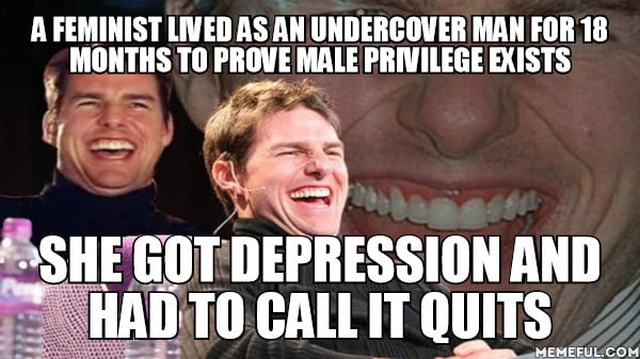 A FEMINIST LIVED AS AN UNDERCOVER MAN FOR 18
MONTHS TO PROVE MALE PRIVILEGE EXISTS
SHE GOT DEPRESSION AND
HAD TO CALL IT QUITS
MEMEFUL.COM